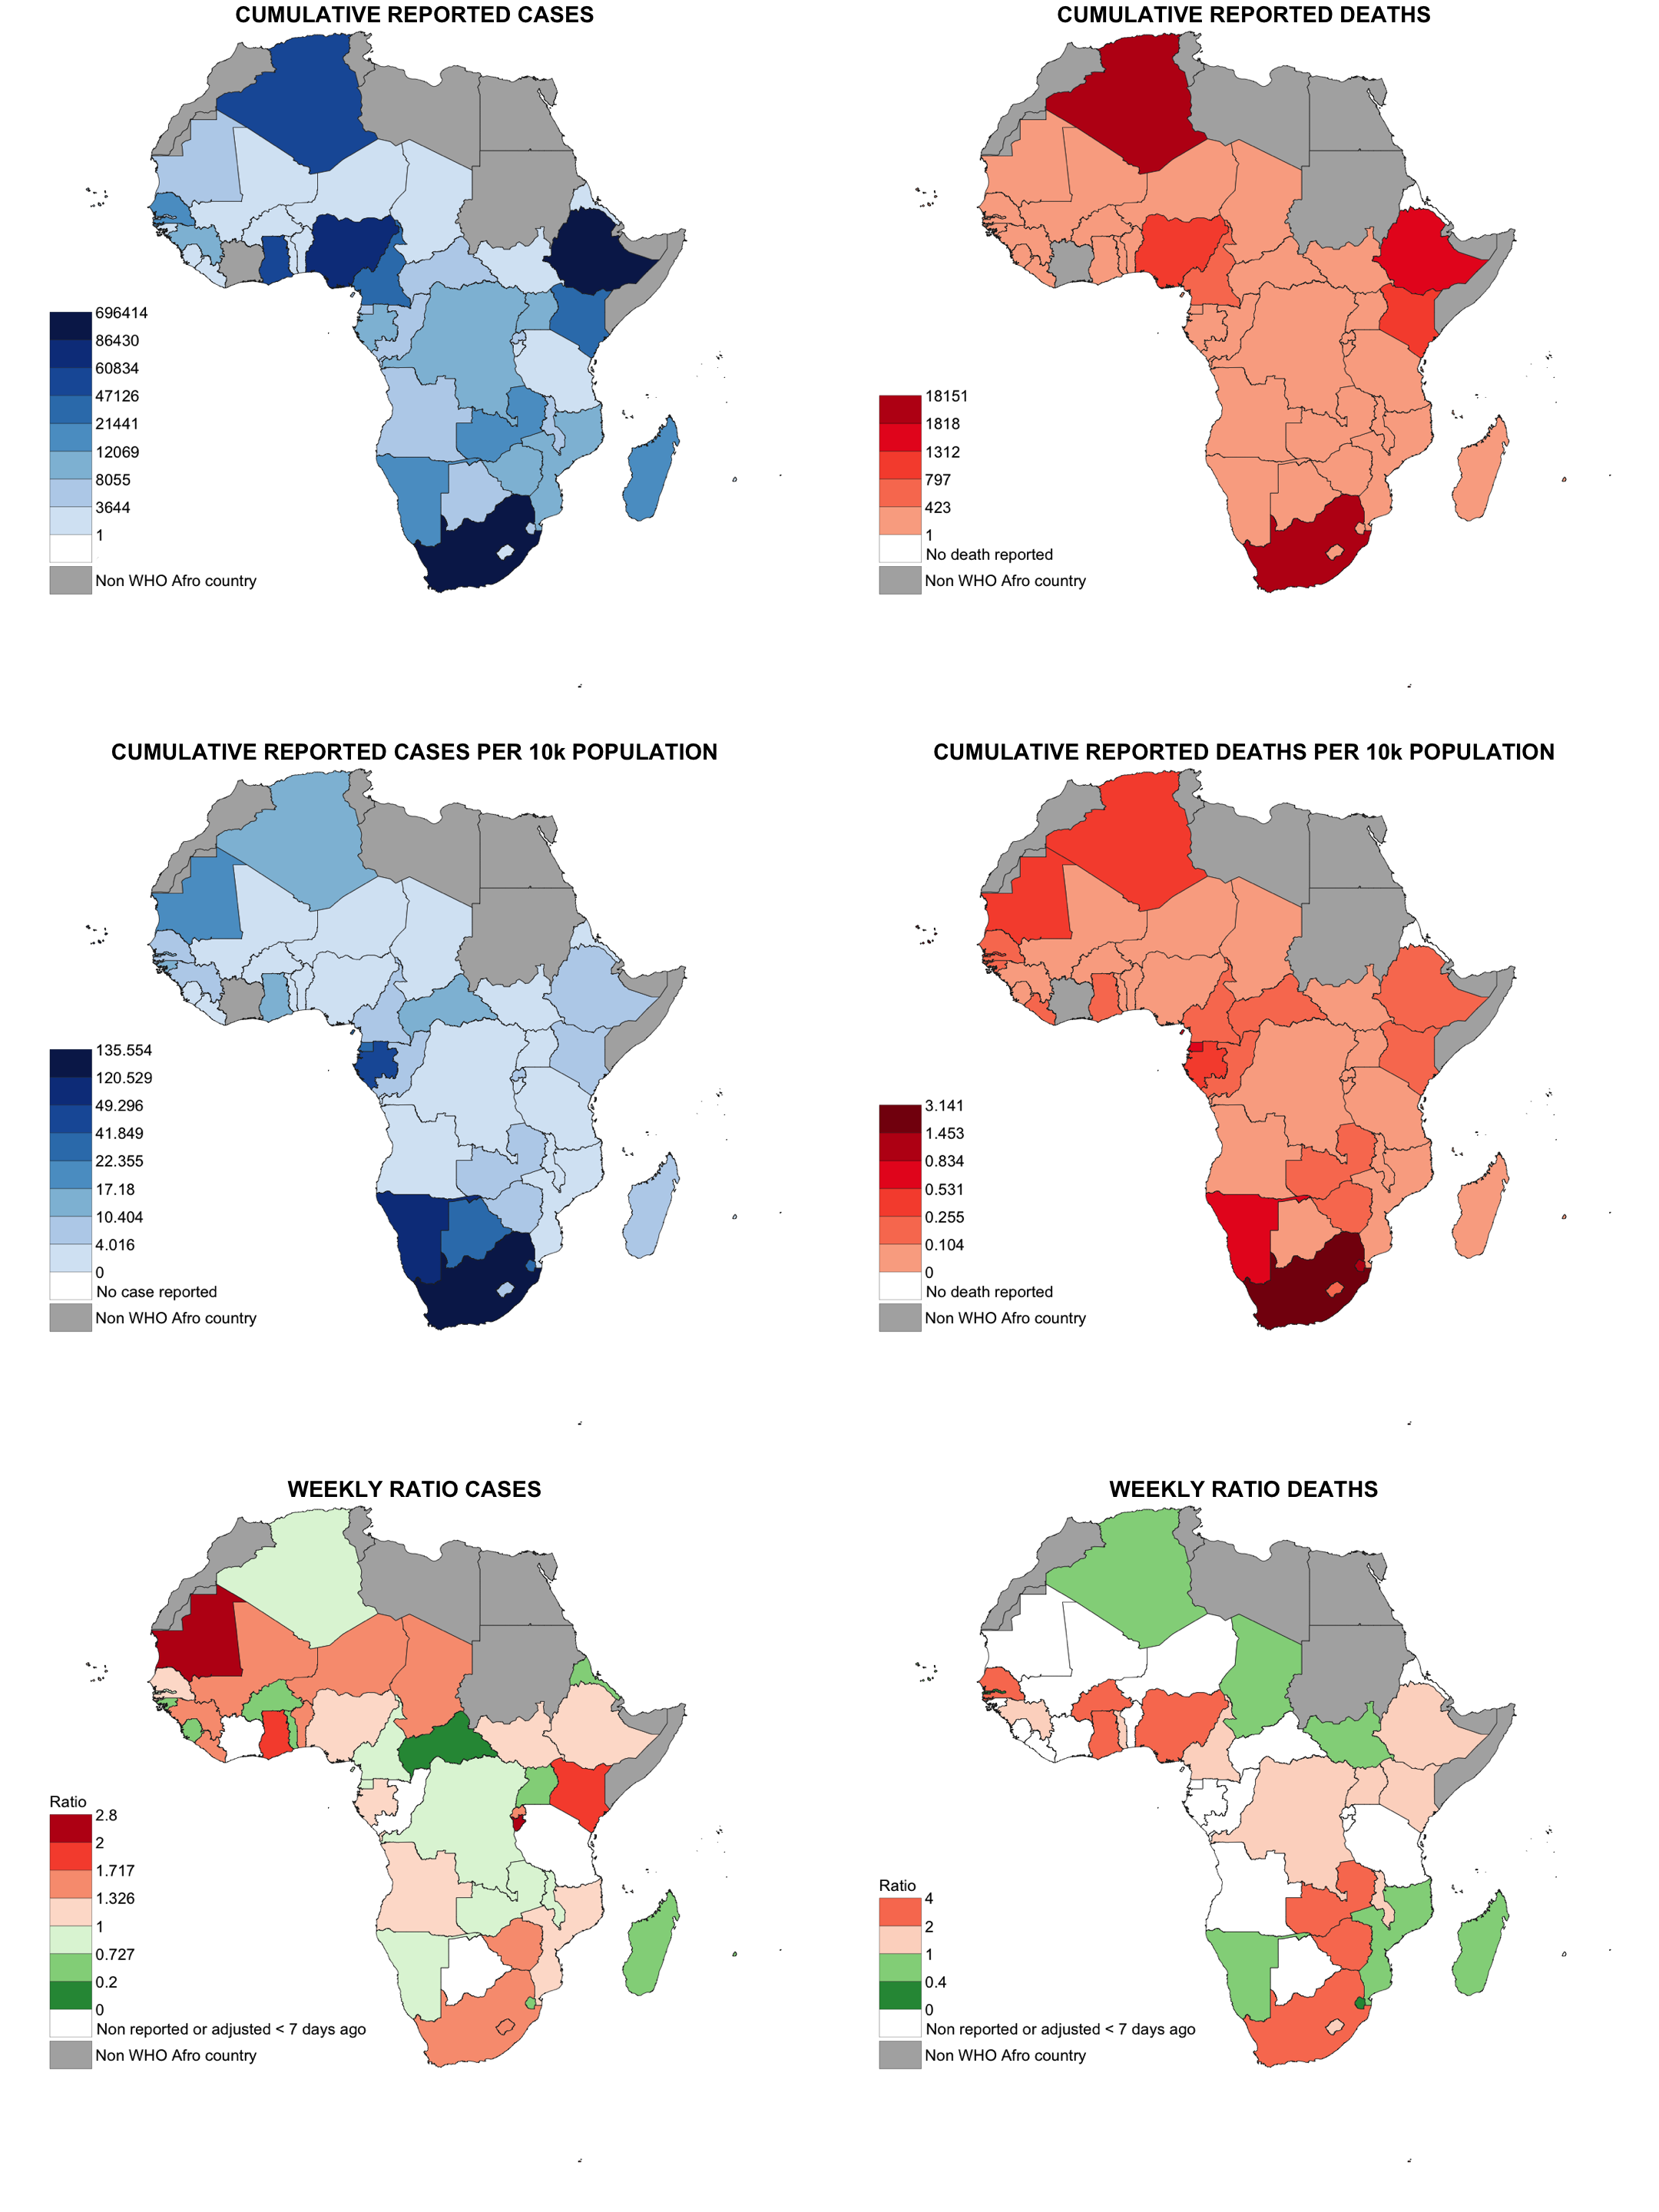 CUMULATIVE REPORTED CASES
696414
86430
60834
47126
21441
12069
8055
3644
1
Non WHO Afro country
CUMULATIVE REPORTED DEATHS
18151
1818
1312
797
423
1
No death reported
Non WHO Afro country
CUMULATIVE REPORTED CASES PER 10k POPULATION
135.554
120.529
49.296
41.849
22.355
17.18
10.404
4.016
0
No case reported
Non WHO Afro country
CUMULATIVE REPORTED DEATHS PER 10k POPULATION
3.141
1.453
0.834
0.531
0.255
0.104
0
No death reported
Non WHO Afro country
WEEKLY RATIO CASES
Ratio
2.8
2
1.717
1.326
1
0.727
0.2
0
Non reported or adjusted < 7 days ago
Non WHO Afro country
WEEKLY RATIO DEATHS
Ratio
4
2
1
0.4
0
Non reported or adjusted < 7 days ago
Non WHO Afro country